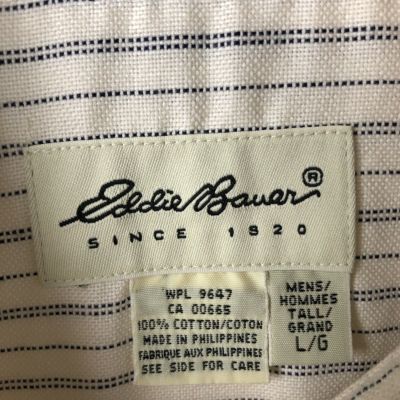 Eddie Bauer®
SINCE 1920
WPL 9647
CA 00665
100% COTTON/COTON
MADE IN PHILIPPINES
FABRIQUE AUX PHILIPPINES
SEE SIDE FOR CARE
MENS/
HOMMES
TALL/
GRAND
L/G